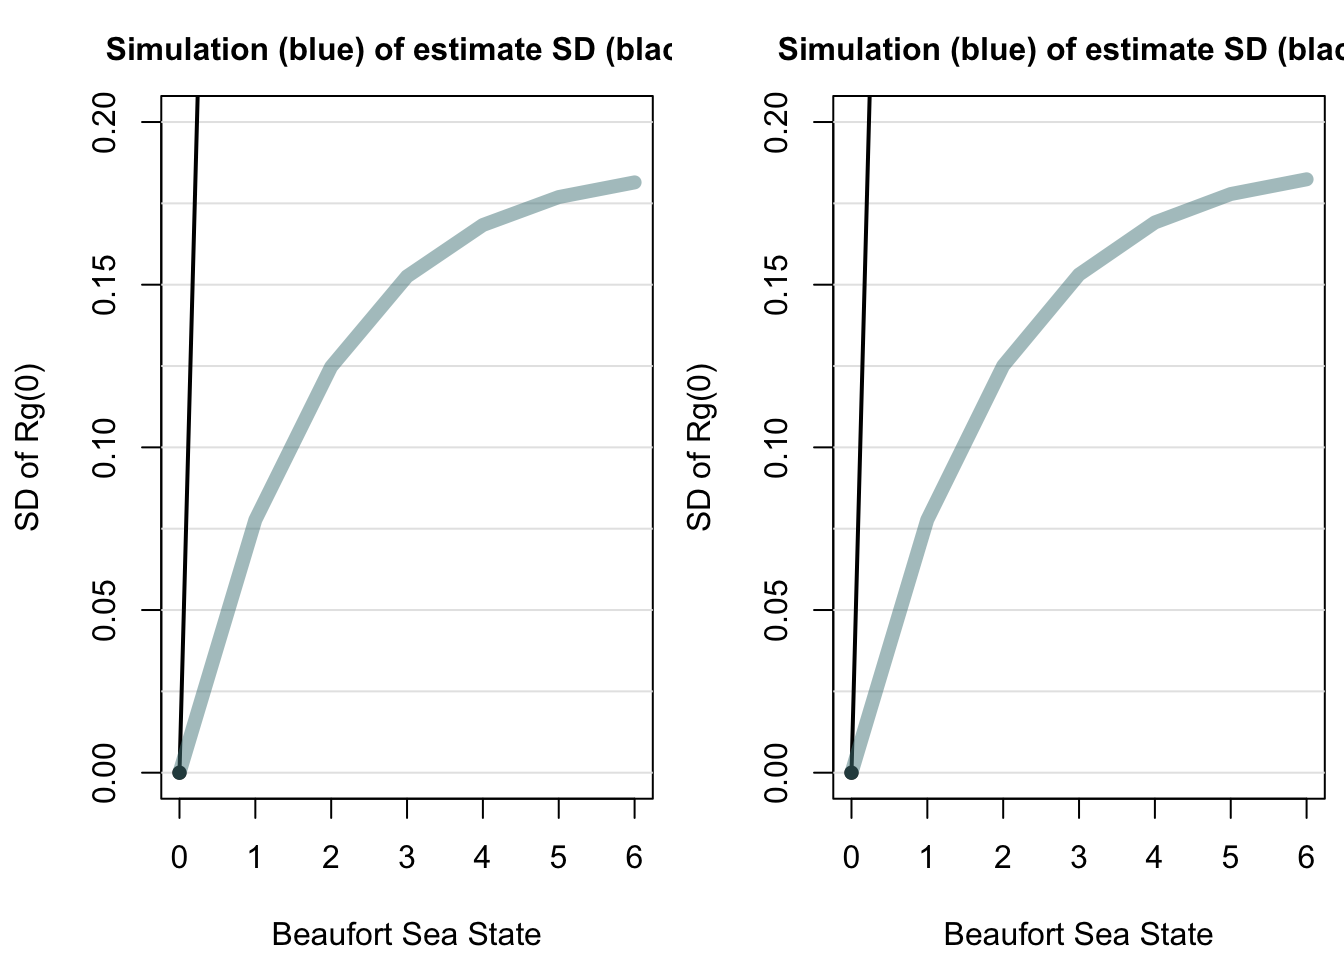 Simulation (blue) of estimate SD (blac
SD of Rg(0)
0.20
0.15
0.10
0.05
0.00
0 1 2 3 4 5 6
Beaufort Sea State
Simulation (blue) of estimate SD (blac
SD of Rg(0)
0.20
0.15
0.10
0.05
0.00
0 1 2 3 4 5 6
Beaufort Sea State